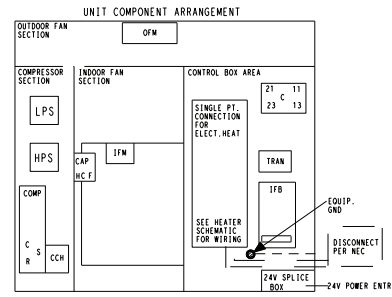 UNIT COMPONENT ARRANGEMENT
OUTDOOR FAN
SECTION
OFM
COMPRESSOR
SECTION
INDOOR FAN
SECTION
CONTROL BOX AREA
LPS
HPS
COMP
C
S
R
CCH
CAP
HCF
IFM
SINGLE PT.
CONNECTION
FOR
ELECT.HEAT
SEE HEATER
SCHEMATIC
FOR WIRING
21 11
C
23 13
TRAN
IFB
EQUIP.
GND
DISCONNECT
PER NEC
24V SPLICE
BOX
24V POWER ENTR